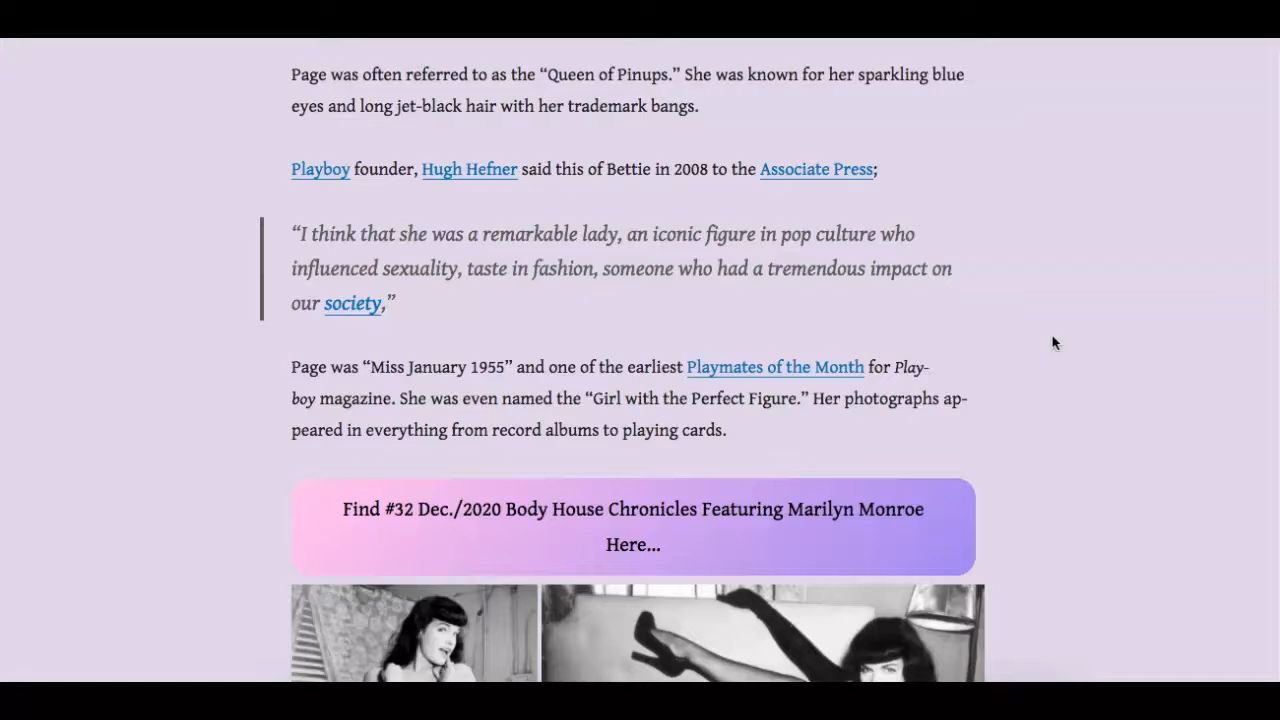 Page was often referred to as the “Queen of Pinups.” She was known for her sparkling blue
eyes and long jet-black hair with her trademark bangs.
Playboy founder, Hugh Hefner said this of Bettie in 2008 to the Associate Press;
“I think that she was a remarkable lady, an iconic figure in pop culture who
influenced sexuality, taste in fashion, someone who had a tremendous impact on
our society,”
Page was “Miss January 1955” and one of the earliest Playmates of the Month for Play-
boy magazine. She was even named the “Girl with the Perfect Figure.” Her photographs ap-
peared in everything from record albums to playing cards.
Find #32 Dec./2020 Body House Chronicles Featuring Marilyn Monroe
Here...